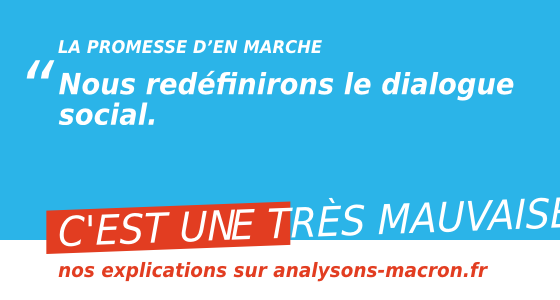 LA PROMESSE D’EN MARCHE
“ Nous redéfinirons le dialogue
social.
C'EST UNE TRÈS MAUVAISE
nos explications sur analysons-macron.fr